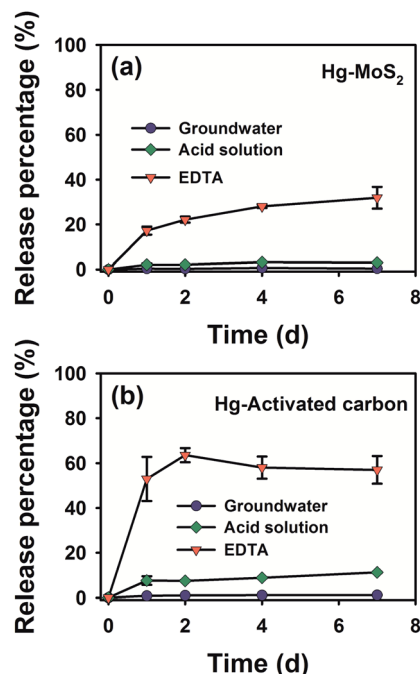 (a)
Hg-MoS2
Release percentage (%)
100
80
60
40
20
0
Groundwater
Acid solution
EDTA
0 2 4 6 8
Time (d)
(b)
Hg-Activated carbon
Release percentage (%)
100
80
60
40
20
0
Groundwater
Acid solution
EDTA
0 2 4 6 8
Time (d)